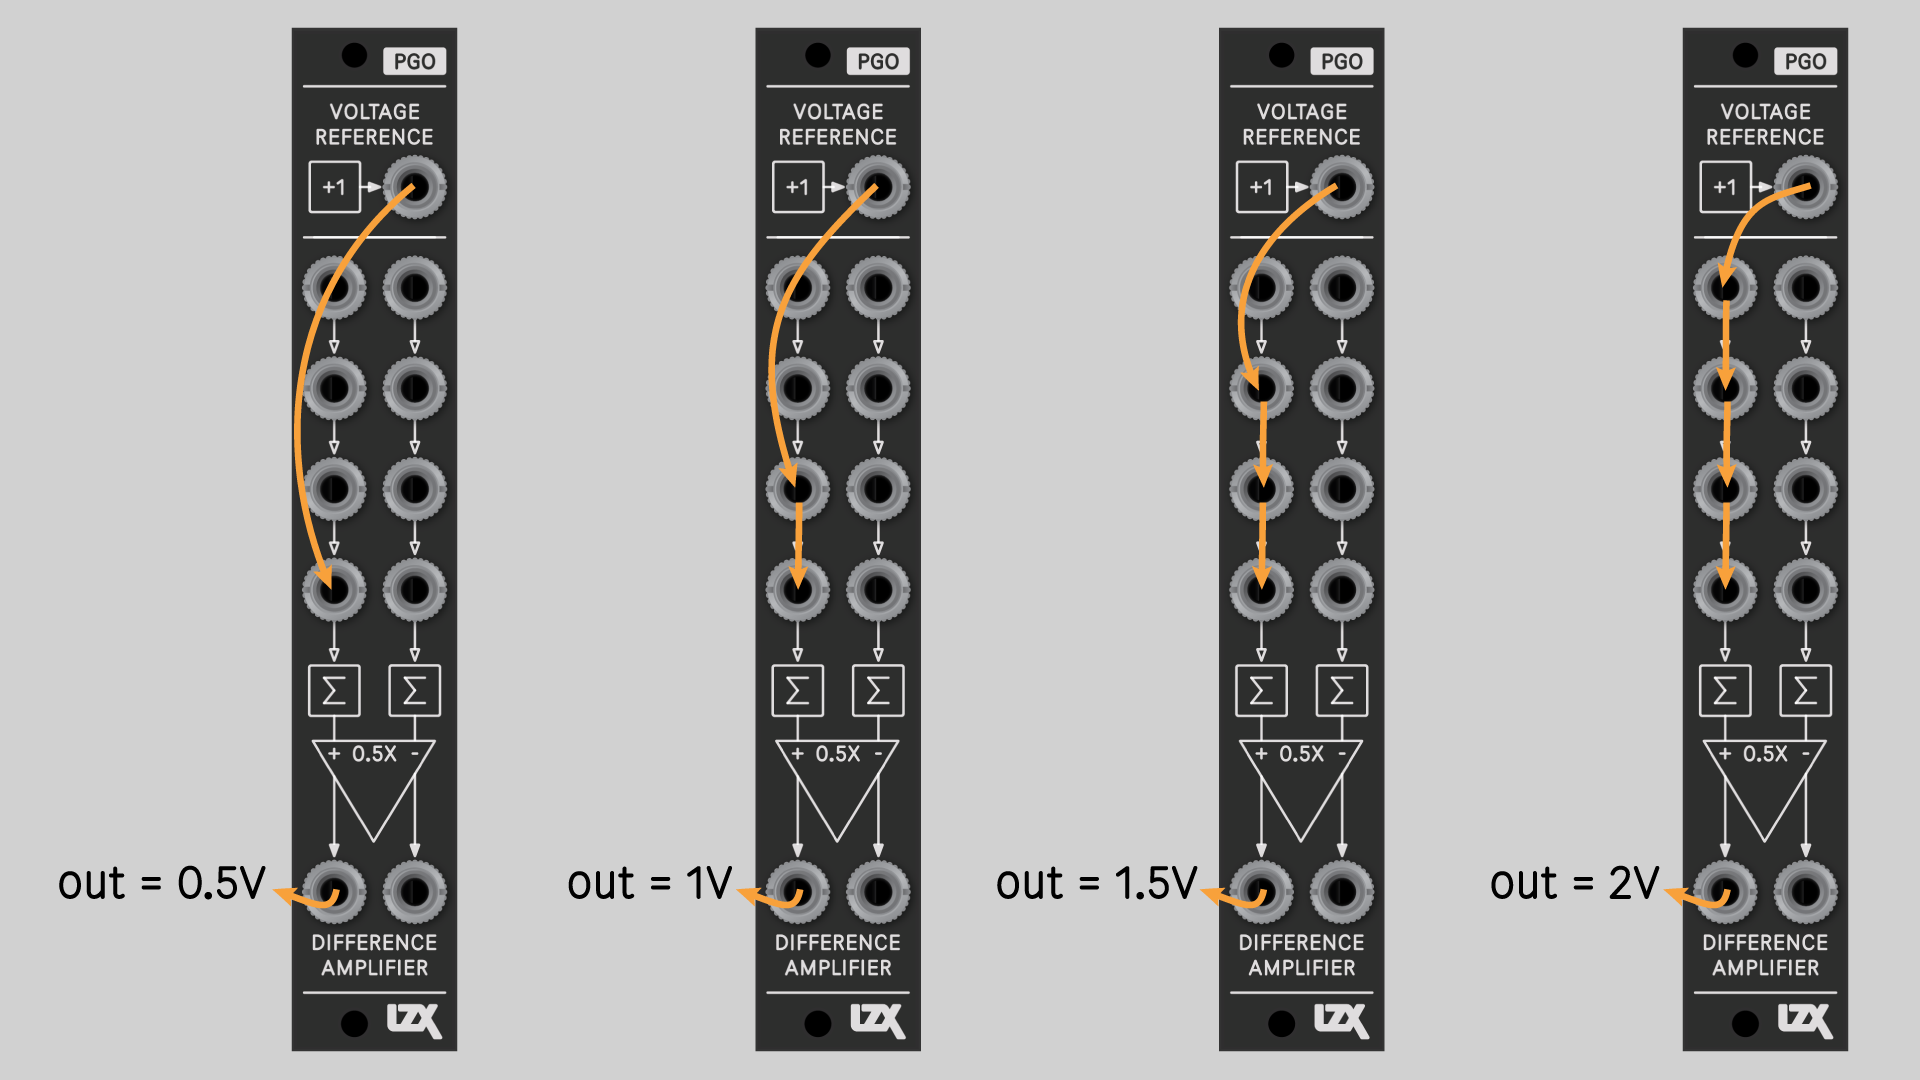 PGO
VOLTAGE
REFERENCE
+1
Σ Σ
+ 0.5X -
out = 0.5V
DIFFERENCE
AMPLIFIER
LZX
PGO
VOLTAGE
REFERENCE
+1
Σ Σ
+ 0.5X -
out = 1V
DIFFERENCE
AMPLIFIER
LZX
PGO
VOLTAGE
REFERENCE
+1
Σ Σ
+ 0.5X -
out = 1.5V
DIFFERENCE
AMPLIFIER
LZX
PGO
VOLTAGE
REFERENCE
+1
Σ Σ
+ 0.5X -
out = 2V
DIFFERENCE
AMPLIFIER
LZX